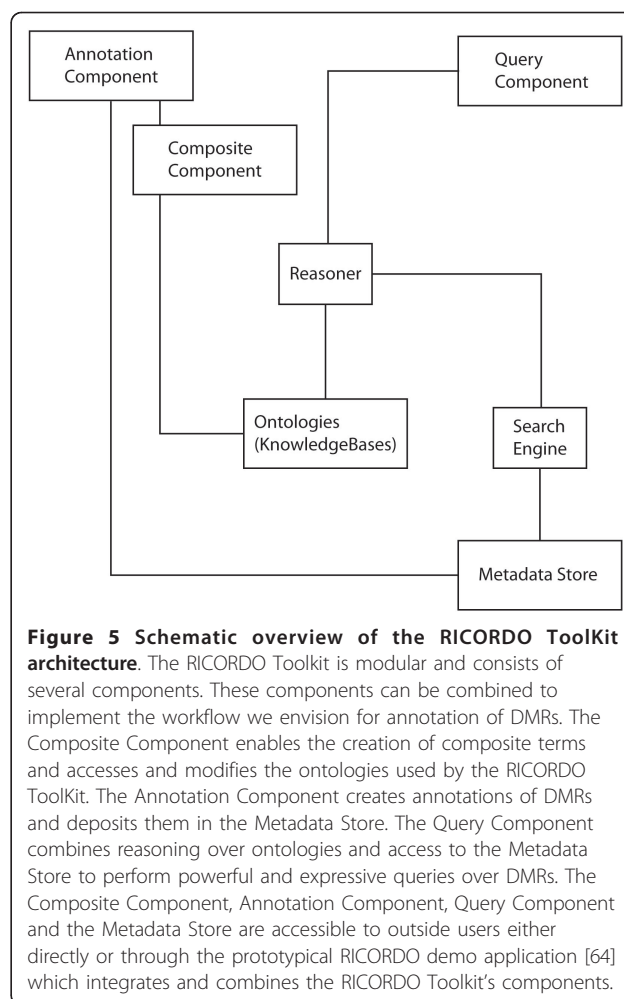 Annotation
Component
Query
Component
Composite
Component
Reasoner
Ontologies
(KnowledgeBases)
Search
Engine
Metadata Store
Figure 5 Schematic overview of the RICORDO ToolKit
architecture. The RICORDO Toolkit is modular and consists of
several components. These components can be combined to
implement the workflow we envision for annotation of DMRs. The
Composite Component enables the creation of composite terms
and accesses and modifies the ontologies used by the RICORDO
ToolKit. The Annotation Component creates annotations of DMRs
and deposits them in the Metadata Store. The Query Component
combines reasoning over ontologies and access to the Metadata
Store to perform powerful and expressive queries over DMRs. The
Composite Component, Annotation Component, Query Component
and the Metadata Store are accessible to outside users either
directly or through the prototypical RICORDO demo application [64]
which integrates and combines the RICORDO Toolkit's components.